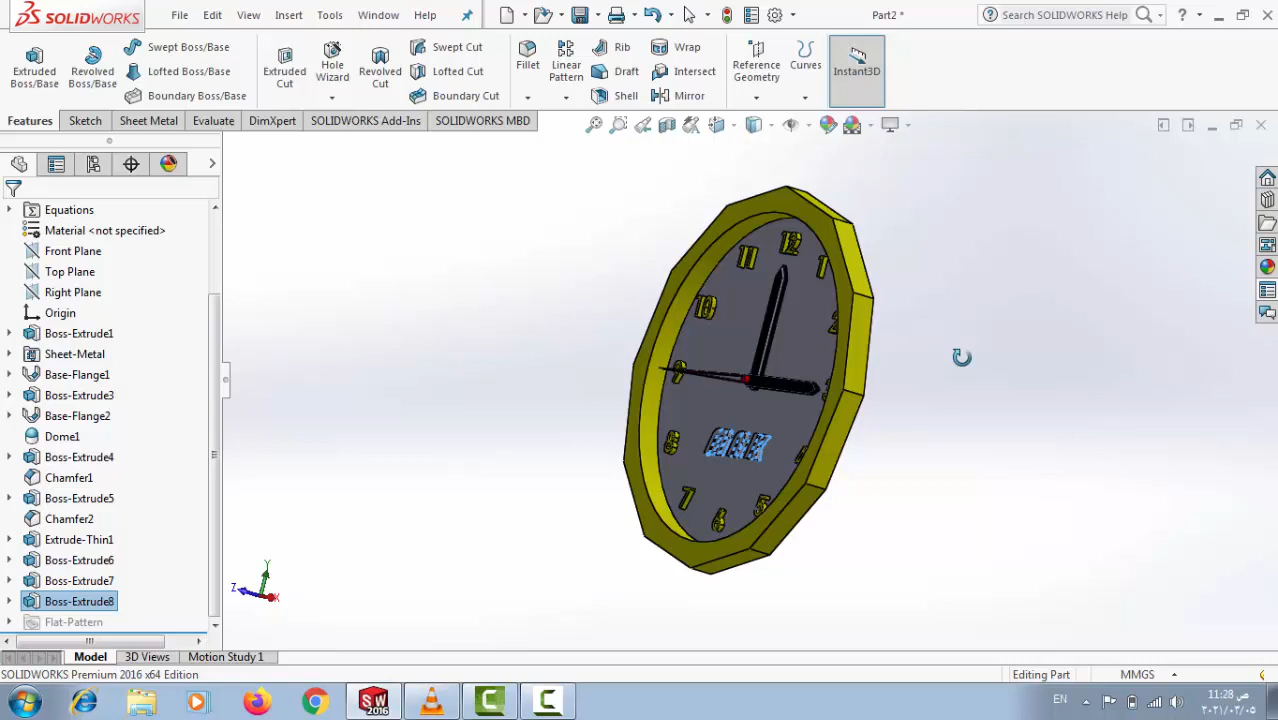 SOLIDWORKS File Edit View Insert Tools Window Help Part2 * Search SOLIDWORKS Help
Extruded Boss/Base
Revolved Boss/Base
Swept Boss/Base
Lofted Boss/Base
Boundary Boss/Base
Extruded Cut
Hole Wizard
Revolved Cut
Swept Cut
Lofted Cut
Boundary Cut
Fillet
Linear Pattern
Rib
Draft
Shell
Wrap
Intersect
Mirror
Reference Geometry
Curves
Instant3D
Features Sketch Sheet Metal Evaluate DimXpert SOLIDWORKS Add-Ins SOLIDWORKS MBD
Equations
Material <not specified>
Front Plane
Top Plane
Right Plane
Origin
Boss-Extrude1
Sheet-Metal
Base-Flange1
Boss-Extrude3
Base-Flange2
Dome1
Boss-Extrude4
Chamfer1
Boss-Extrude5
Chamfer2
Extrude-Thin1
Boss-Extrude6
Boss-Extrude7
Boss-Extrude8
Flat-Pattern
12
11
1
10
9
8
7
6
5
Y
Z
X
Model 3D Views Motion Study 1
SOLIDWORKS Premium 2016 x64 Edition Editing Part MMGS
SW 2016
EN
11:28 ص
٢٠٢١/٠٣/٠٥